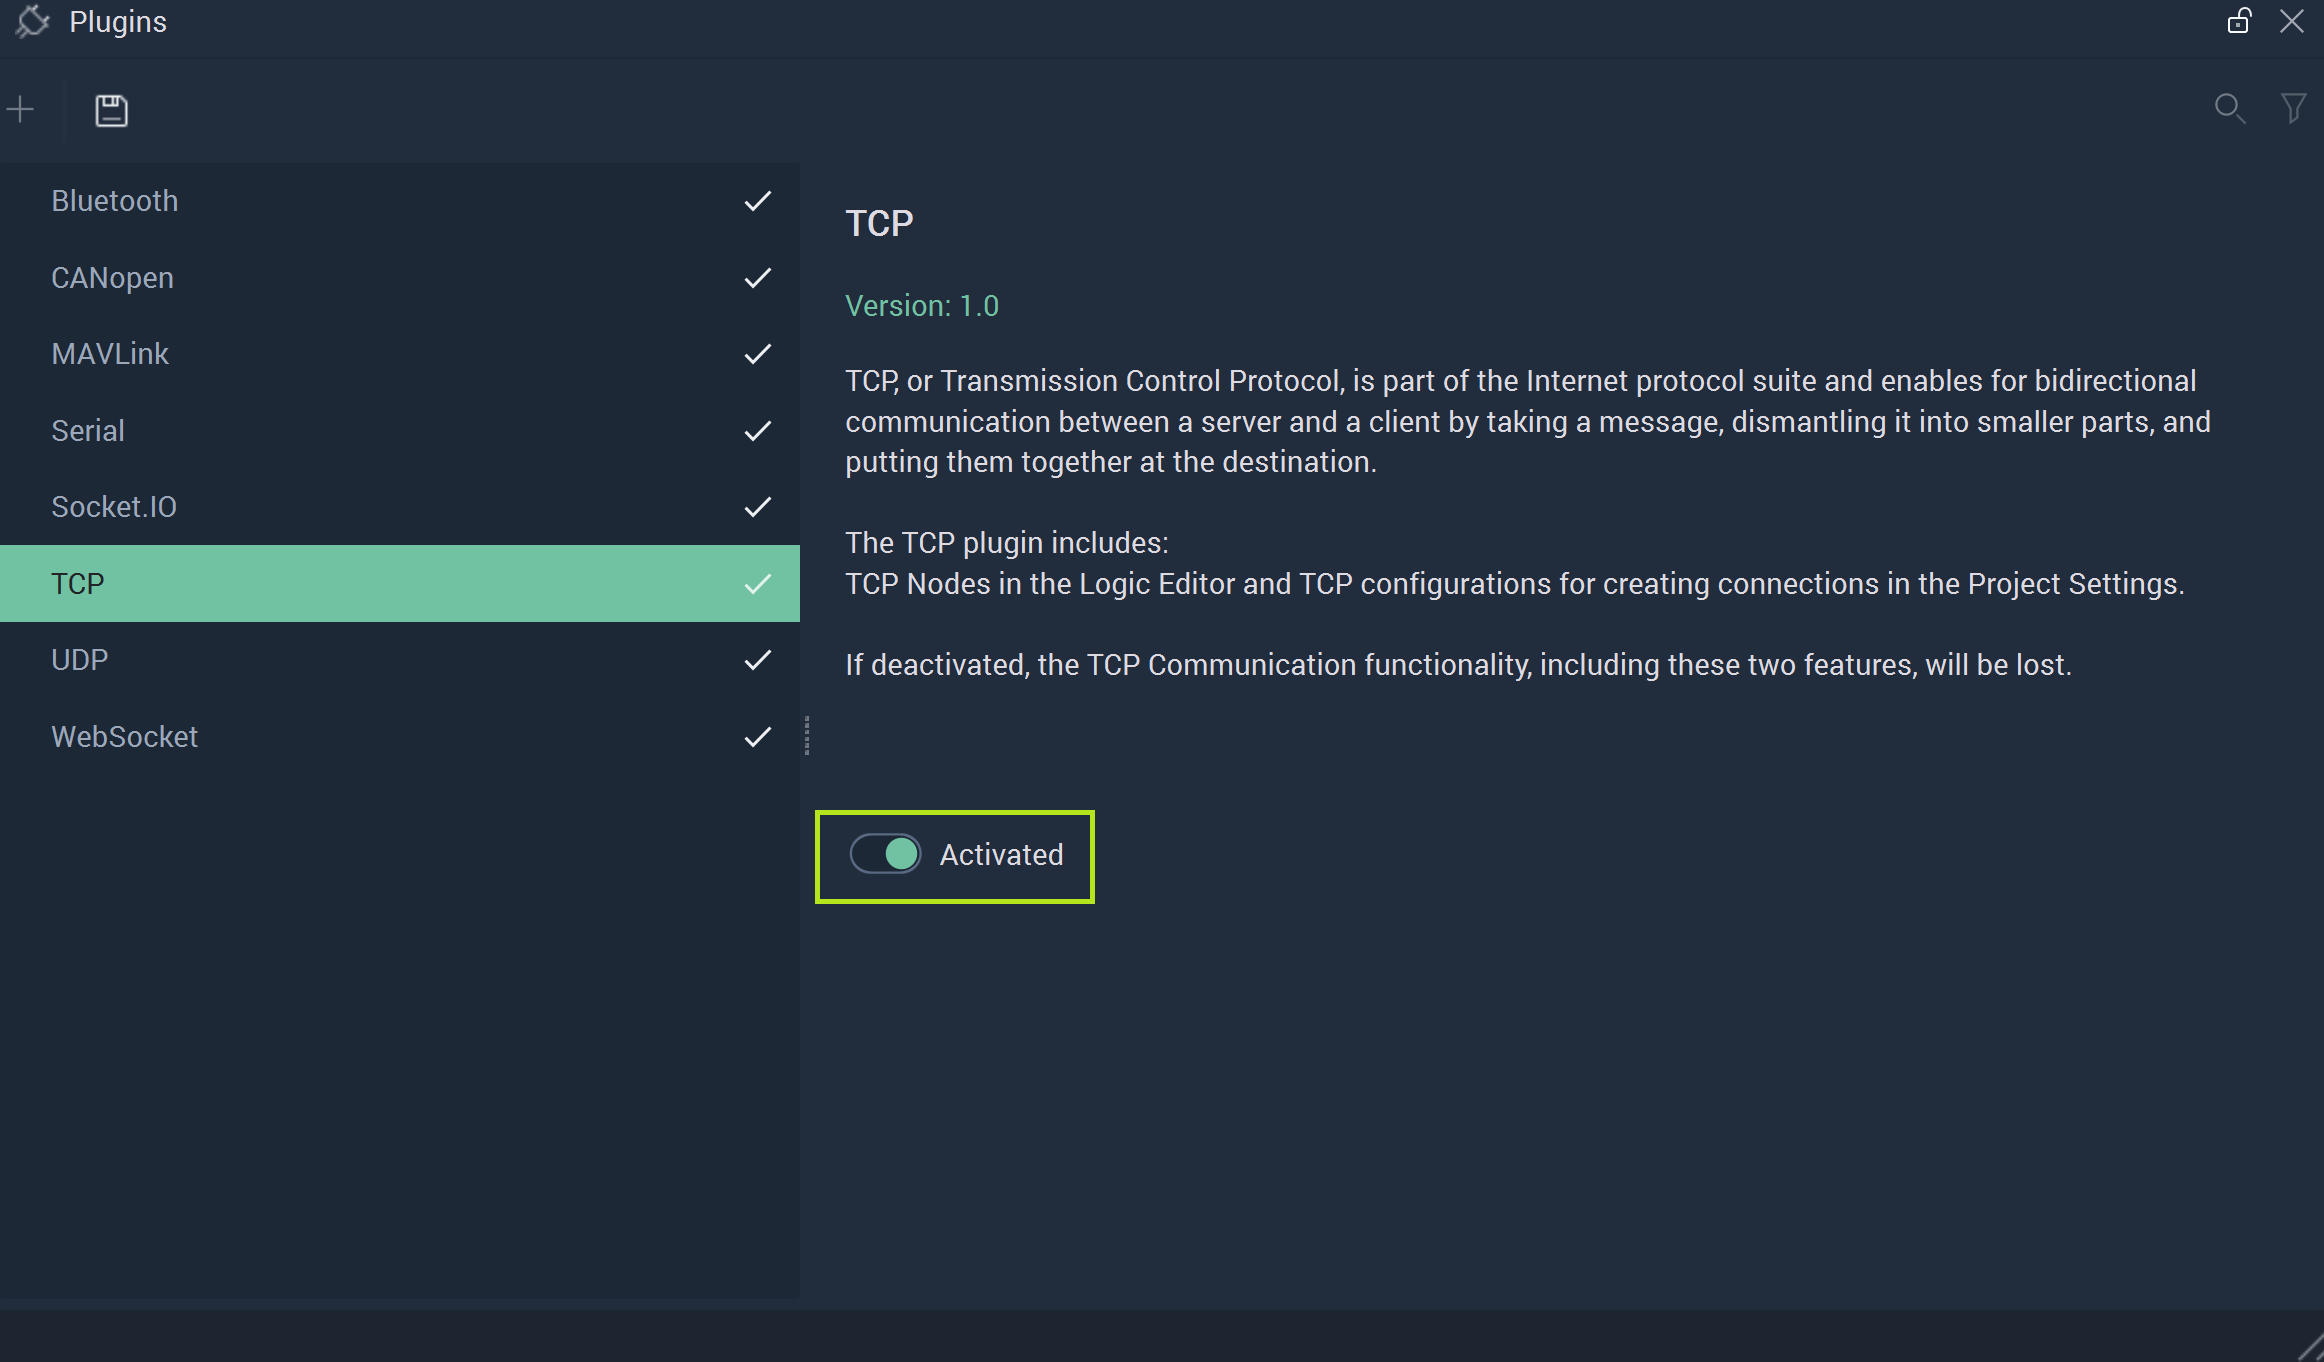 Plugins
Bluetooth
CANopen
MAVLink
Serial
Socket.IO
TCP
UDP
WebSocket
TCP
Version: 1.0
TCP, or Transmission Control Protocol, is part of the Internet protocol suite and enables for bidirectional
communication between a server and a client by taking a message, dismantling it into smaller parts, and
putting them together at the destination.
The TCP plugin includes:
TCP Nodes in the Logic Editor and TCP configurations for creating connections in the Project Settings.
If deactivated, the TCP Communication functionality, including these two features, will be lost.
Activated